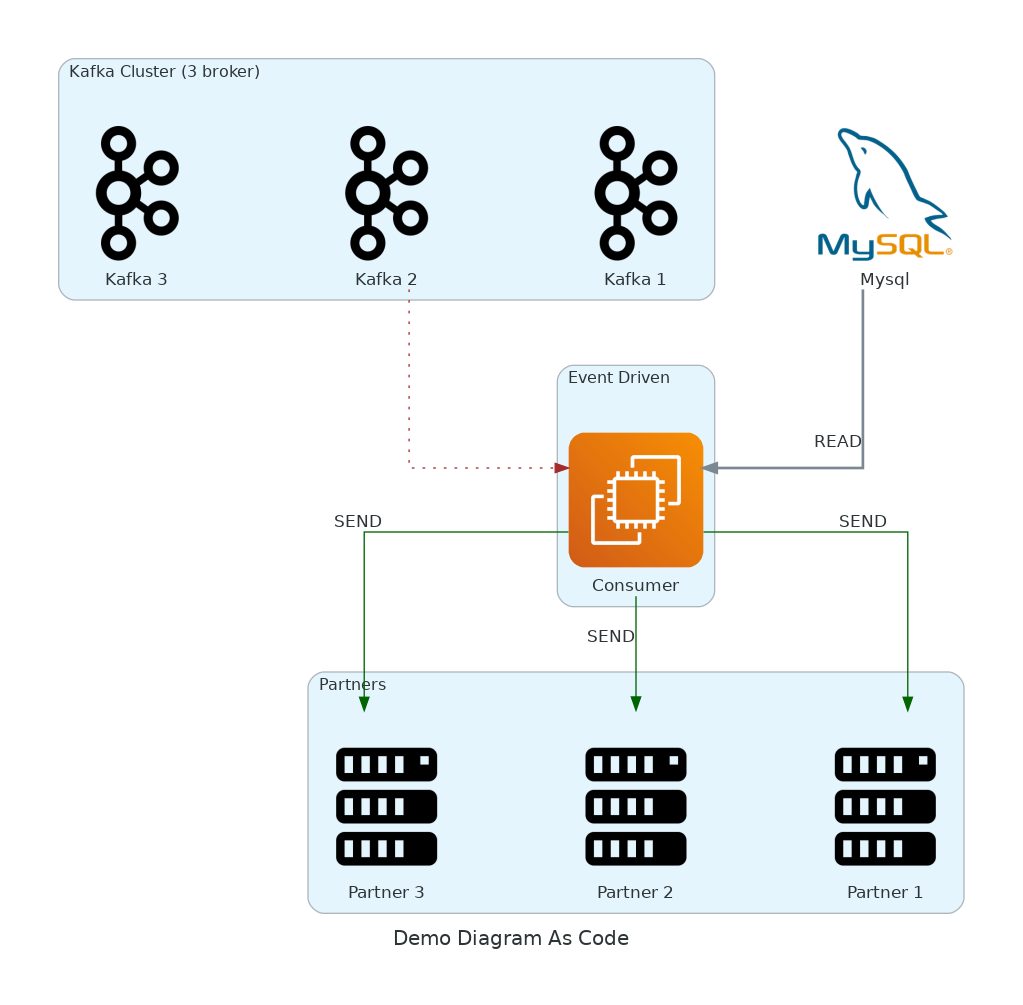 Kafka Cluster (3 broker)
Kafka 3
Kafka 2
Kafka 1
MySQL®
Mysql
Event Driven
READ
SEND
SEND
Consumer
SEND
Partners
Partner 3
Partner 2
Partner 1
Demo Diagram As Code